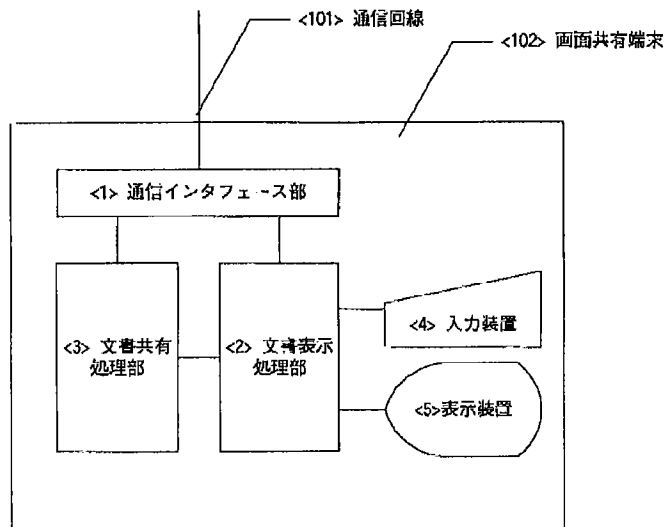 <101> 通信回線
<102> 画面共有端末
<1> 通信インタフェース部
<3> 文書共有
処理部
<2> 文書表示
処理部
<4> 入力装置
<5>表示装置